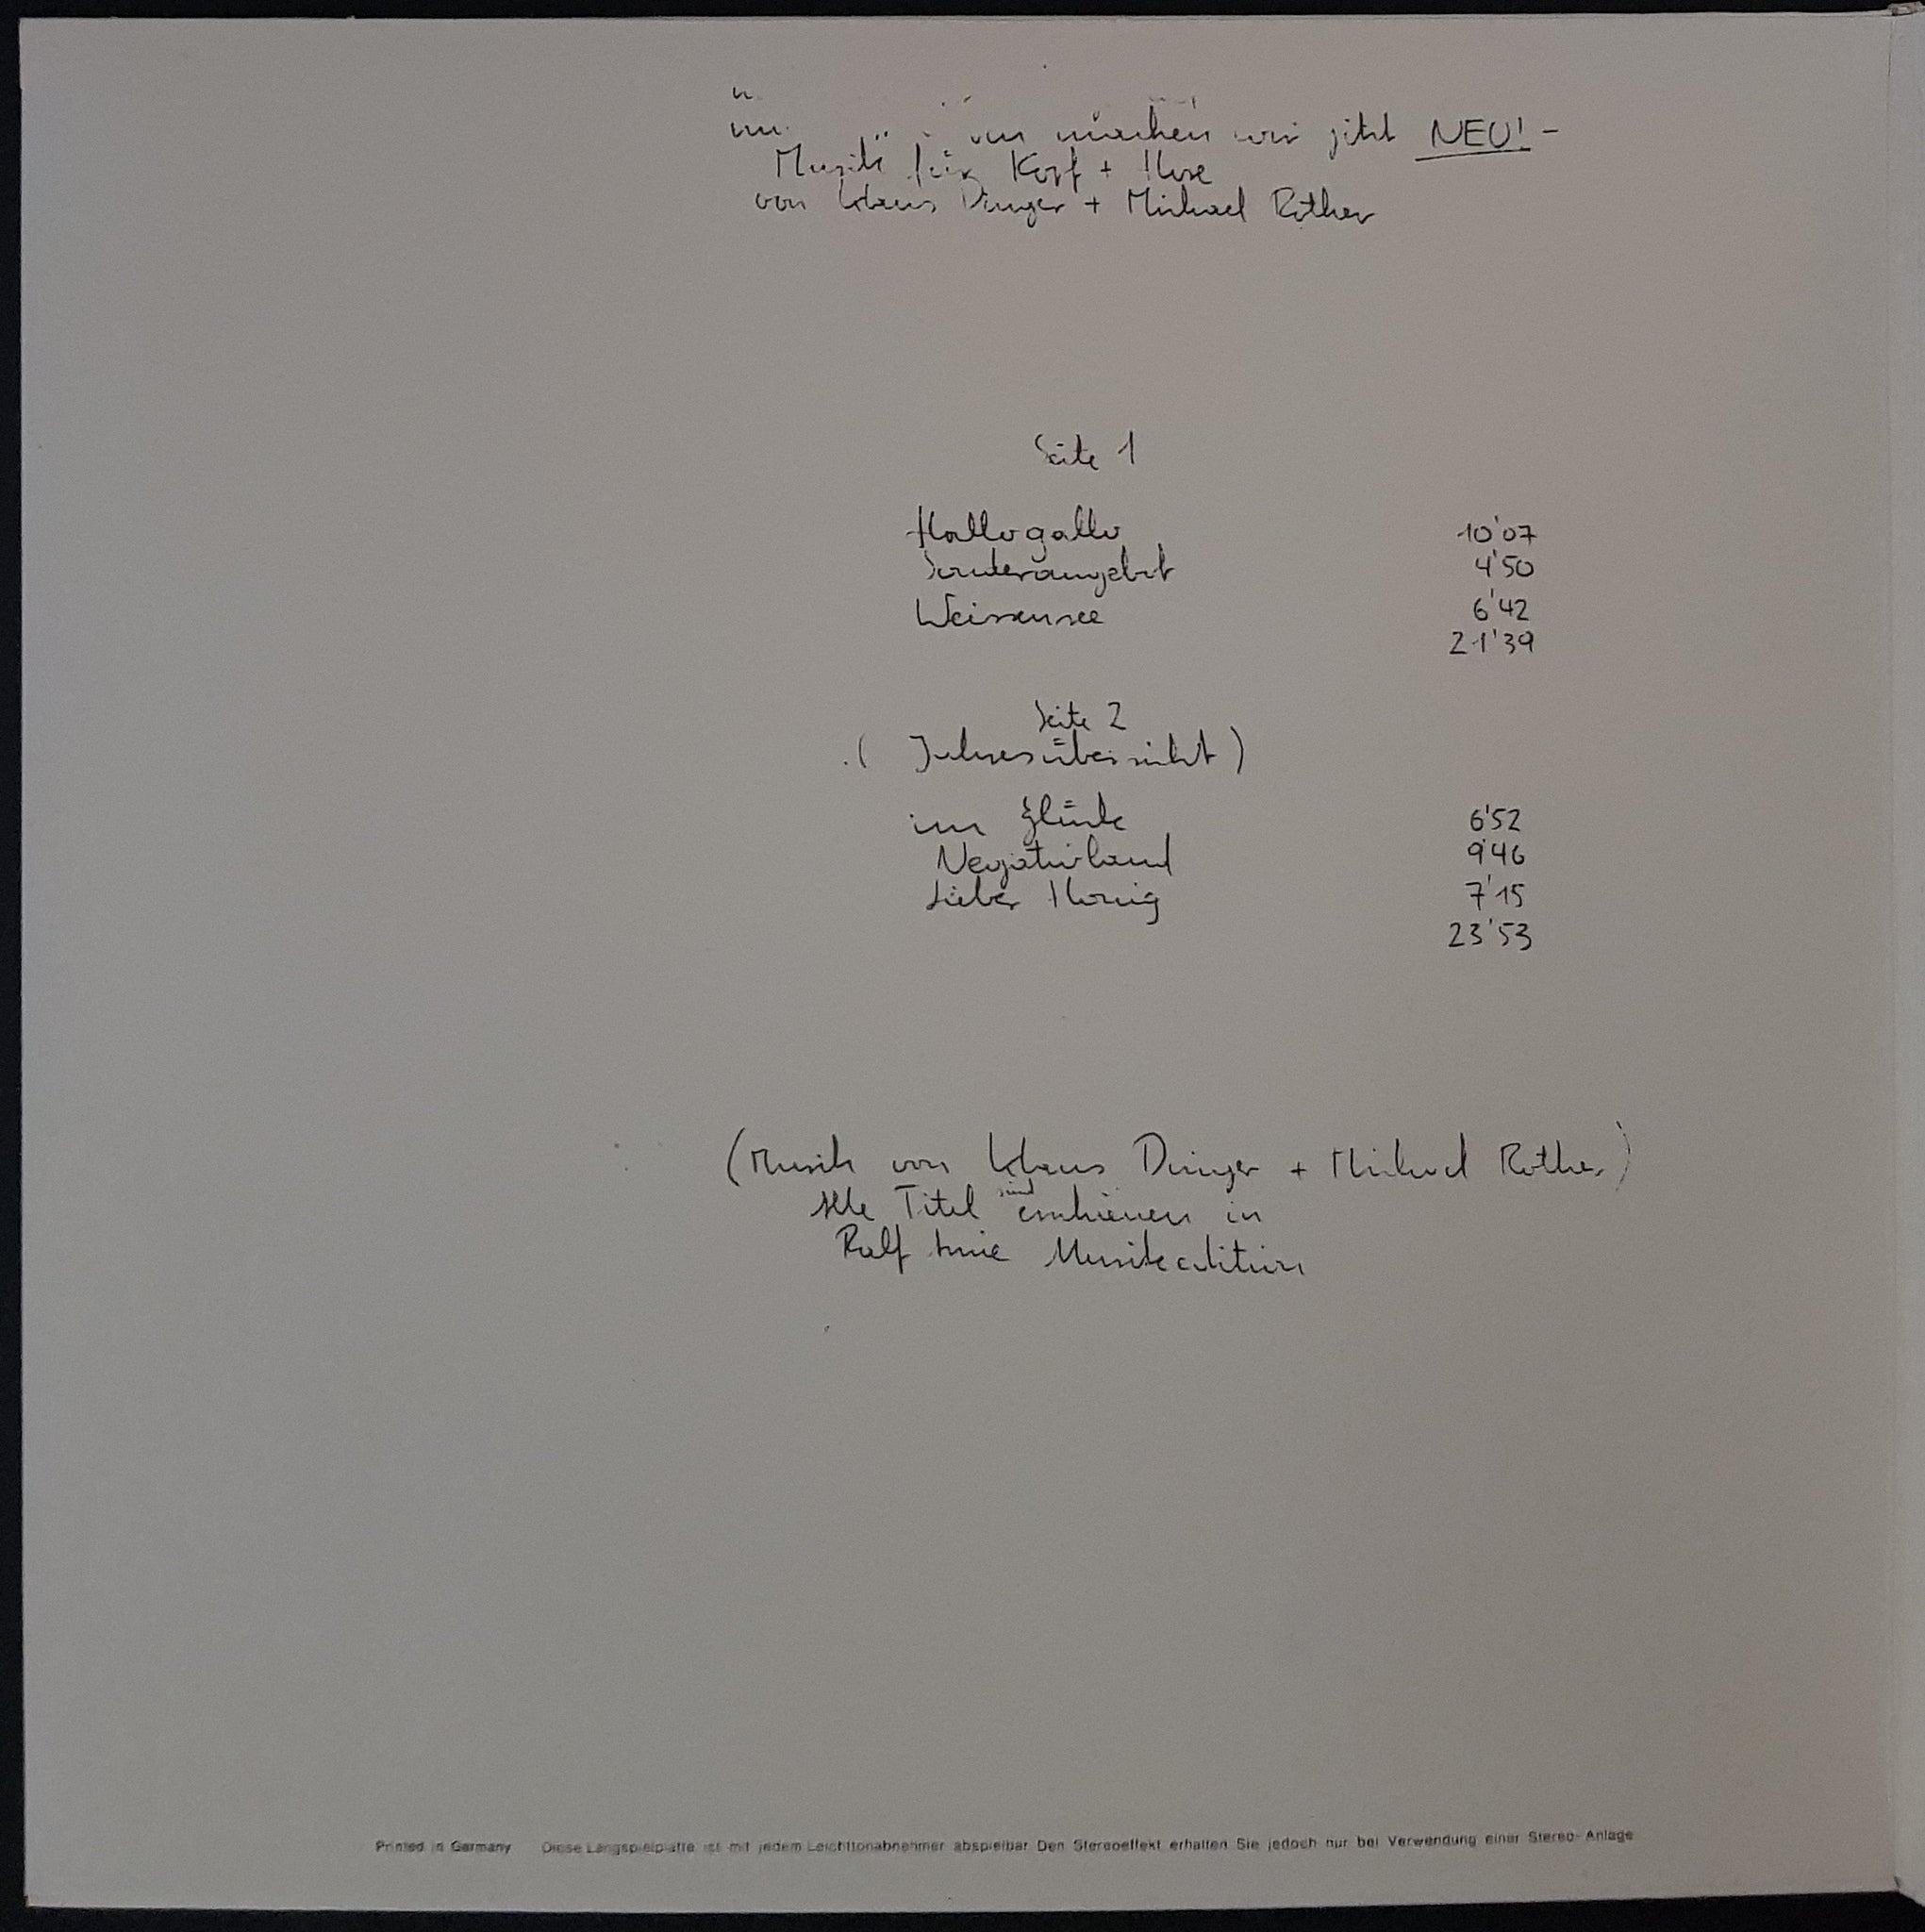 machen wir jetzt NEU! -
Musik für Kopf + Hose
von Klaus Dinger + Michael Rother
Seite 1
Hallogallo 10'07
Sonderangebot 4'50
Weissensee 6'42
21'39
Seite 2
( Jahresübersicht )
im Glück 6'52
Negativland 9'46
Lieber Honig 7'15
23'53
(Musik von Klaus Dinger + Michael Rother)
Alle Titel sind erschienen in
Ralf Musikedition
Printed in Germany Diese Langspielplatte ist mit jedem Leichttonabnehmer abspielbar Den Stereoeffekt erhalten Sie jedoch nur bei Verwendung einer Stereo-Anlage